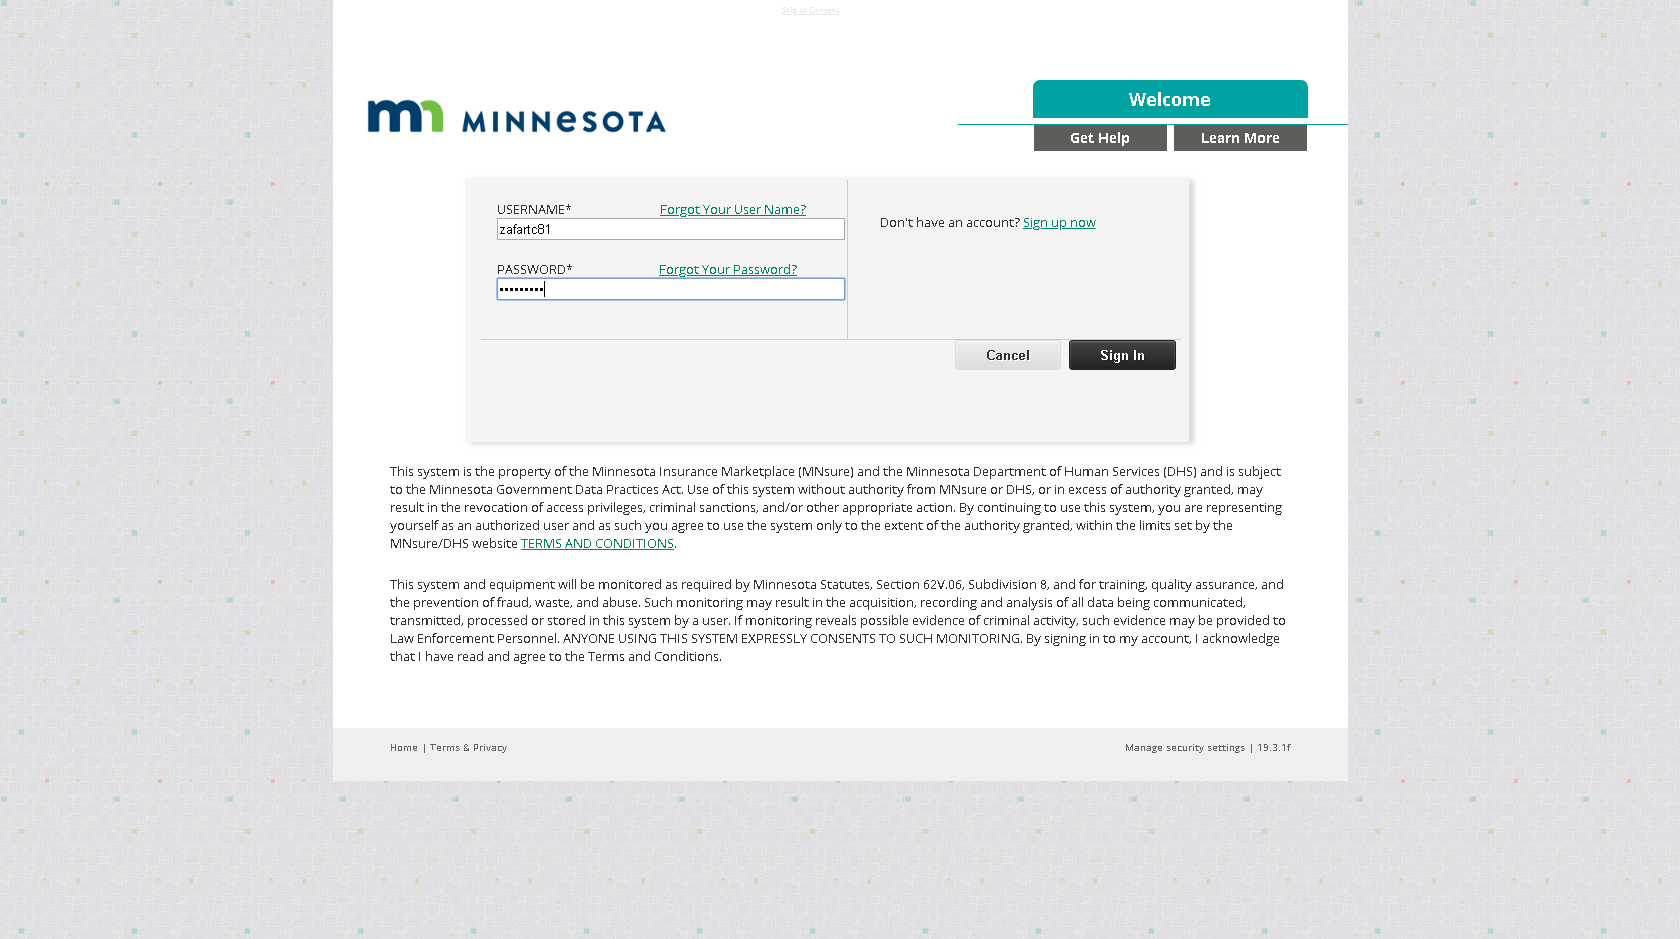 Skip to Content
mn MINNESOTA
Welcome
Get Help
Learn More
USERNAME*
Forgot Your User Name?
zafartc81
PASSWORD*
Forgot Your Password?
•••••••••
Don't have an account? Sign up now
Cancel
Sign In
This system is the property of the Minnesota Insurance Marketplace (MNsure) and the Minnesota Department of Human Services (DHS) and is subject
to the Minnesota Government Data Practices Act. Use of this system without authority from MNsure or DHS, or in excess of authority granted, may
result in the revocation of access privileges, criminal sanctions, and/or other appropriate action. By continuing to use this system, you are representing
yourself as an authorized user and as such you agree to use the system only to the extent of the authority granted, within the limits set by the
MNsure/DHS website TERMS AND CONDITIONS.
This system and equipment will be monitored as required by Minnesota Statutes, Section 62V.06, Subdivision 8, and for training, quality assurance, and
the prevention of fraud, waste, and abuse. Such monitoring may result in the acquisition, recording and analysis of all data being communicated,
transmitted, processed or stored in this system by a user. If monitoring reveals possible evidence of criminal activity, such evidence may be provided to
Law Enforcement Personnel. ANYONE USING THIS SYSTEM EXPRESSLY CONSENTS TO SUCH MONITORING. By signing in to my account, I acknowledge
that I have read and agree to the Terms and Conditions.
Home | Terms & Privacy
Manage security settings | 19.3.1f